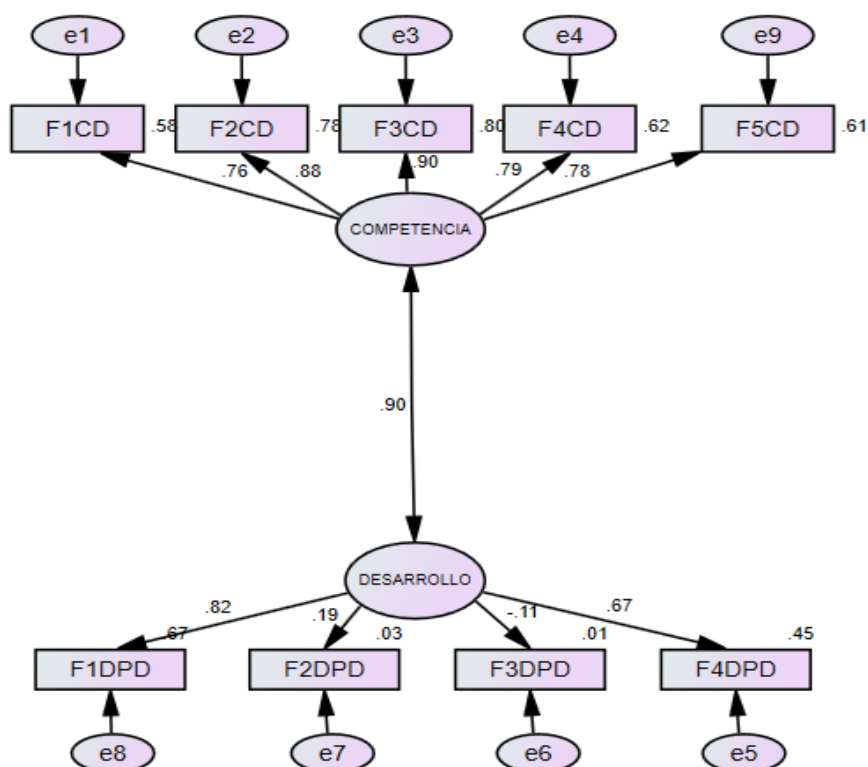 e1 e2 e3 e4 e9
F1CD .58 F2CD .78 F3CD .80 F4CD .62 F5CD .61
.76 .88 .90 .79 .78
COMPETENCIA
.90
DESARROLLO
.82 .19 -.11 .67
.67 .03 .01 .45
F1DPD F2DPD F3DPD F4DPD
e8 e7 e6 e5